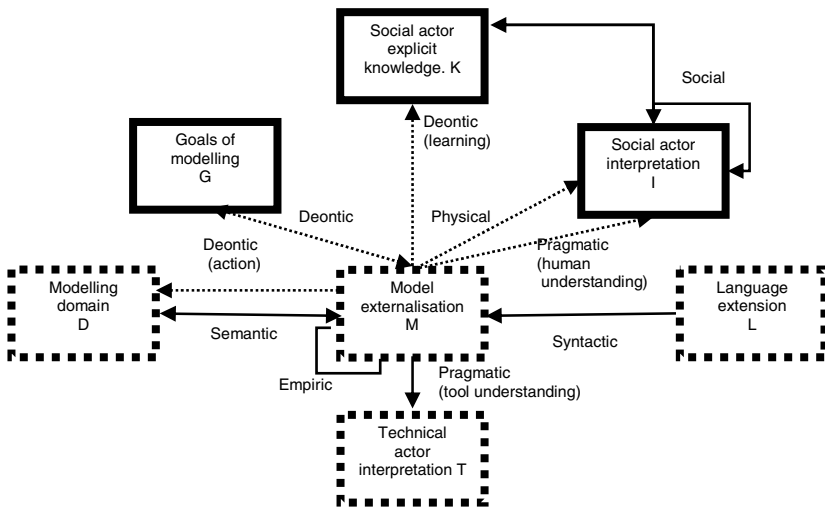 Social actor
explicit
knowledge. K
Social
Deontic
(learning)
Goals of
modelling
G
Social actor
interpretation
I
Deontic
Physical
Deontic
(action)
Pragmatic
(human
understanding)
Modelling
domain
D
Model
externalisation
M
Language
extension
L
Semantic
Syntactic
Empiric
Pragmatic
(tool understanding)
Technical
actor
interpretation T